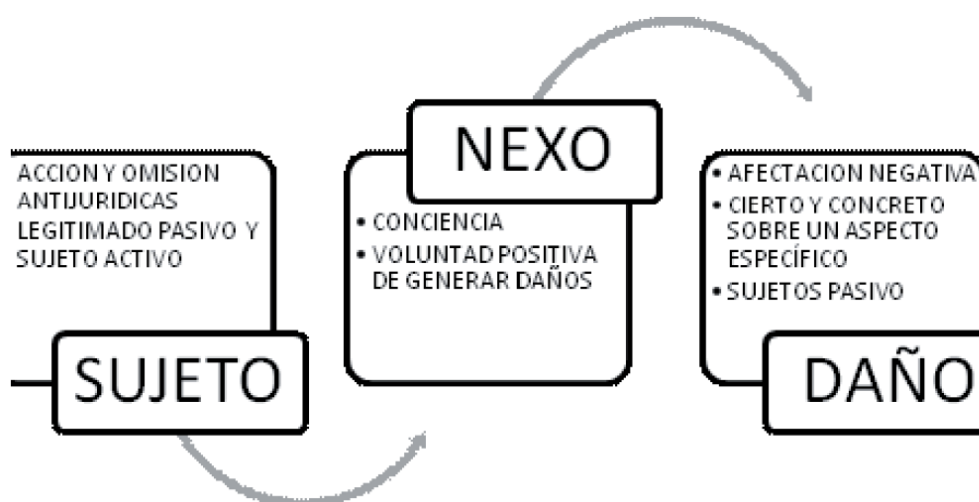 ACCION Y OMISION
ANTIJURIDICAS
LEGITIMADO PASIVO Y
SUJETO ACTIVO
SUJETO
NEXO
• CONCIENCIA
• VOLUNTAD POSITIVA
DE GENERAR DAÑOS
• AFECTACION NEGATIVA
• CIERTO Y CONCRETO
SOBRE UN ASPECTO
ESPECÍFICO
• SUJETOS PASIVO
DAÑO